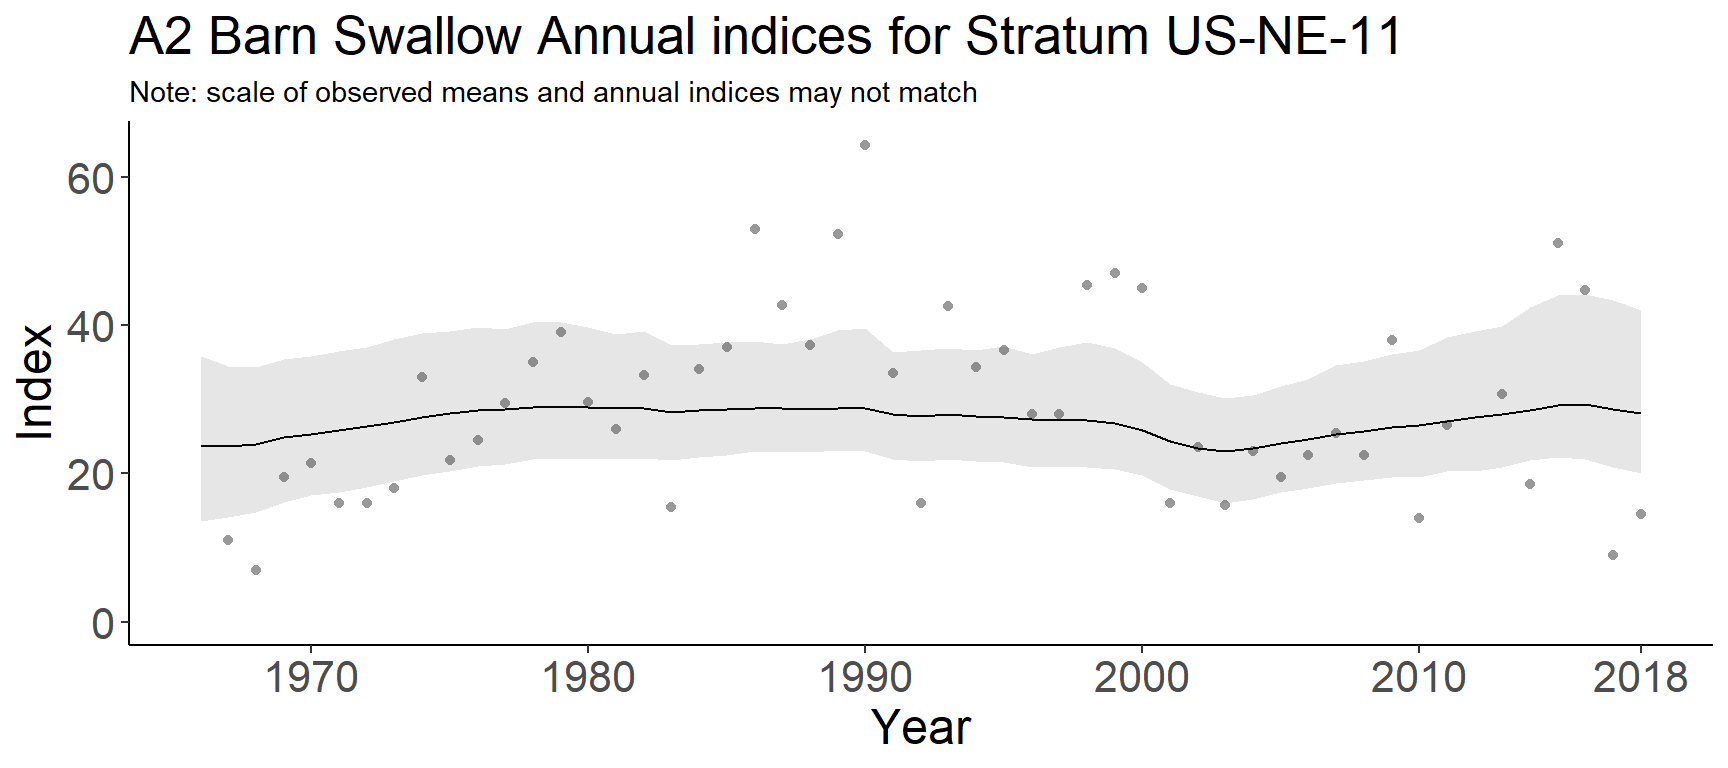 A2 Barn Swallow Annual indices for Stratum US-NE-11
Note: scale of observed means and annual indices may not match
60
40
20
0
Index
1970 1980 1990 2000 2010 2018
Year